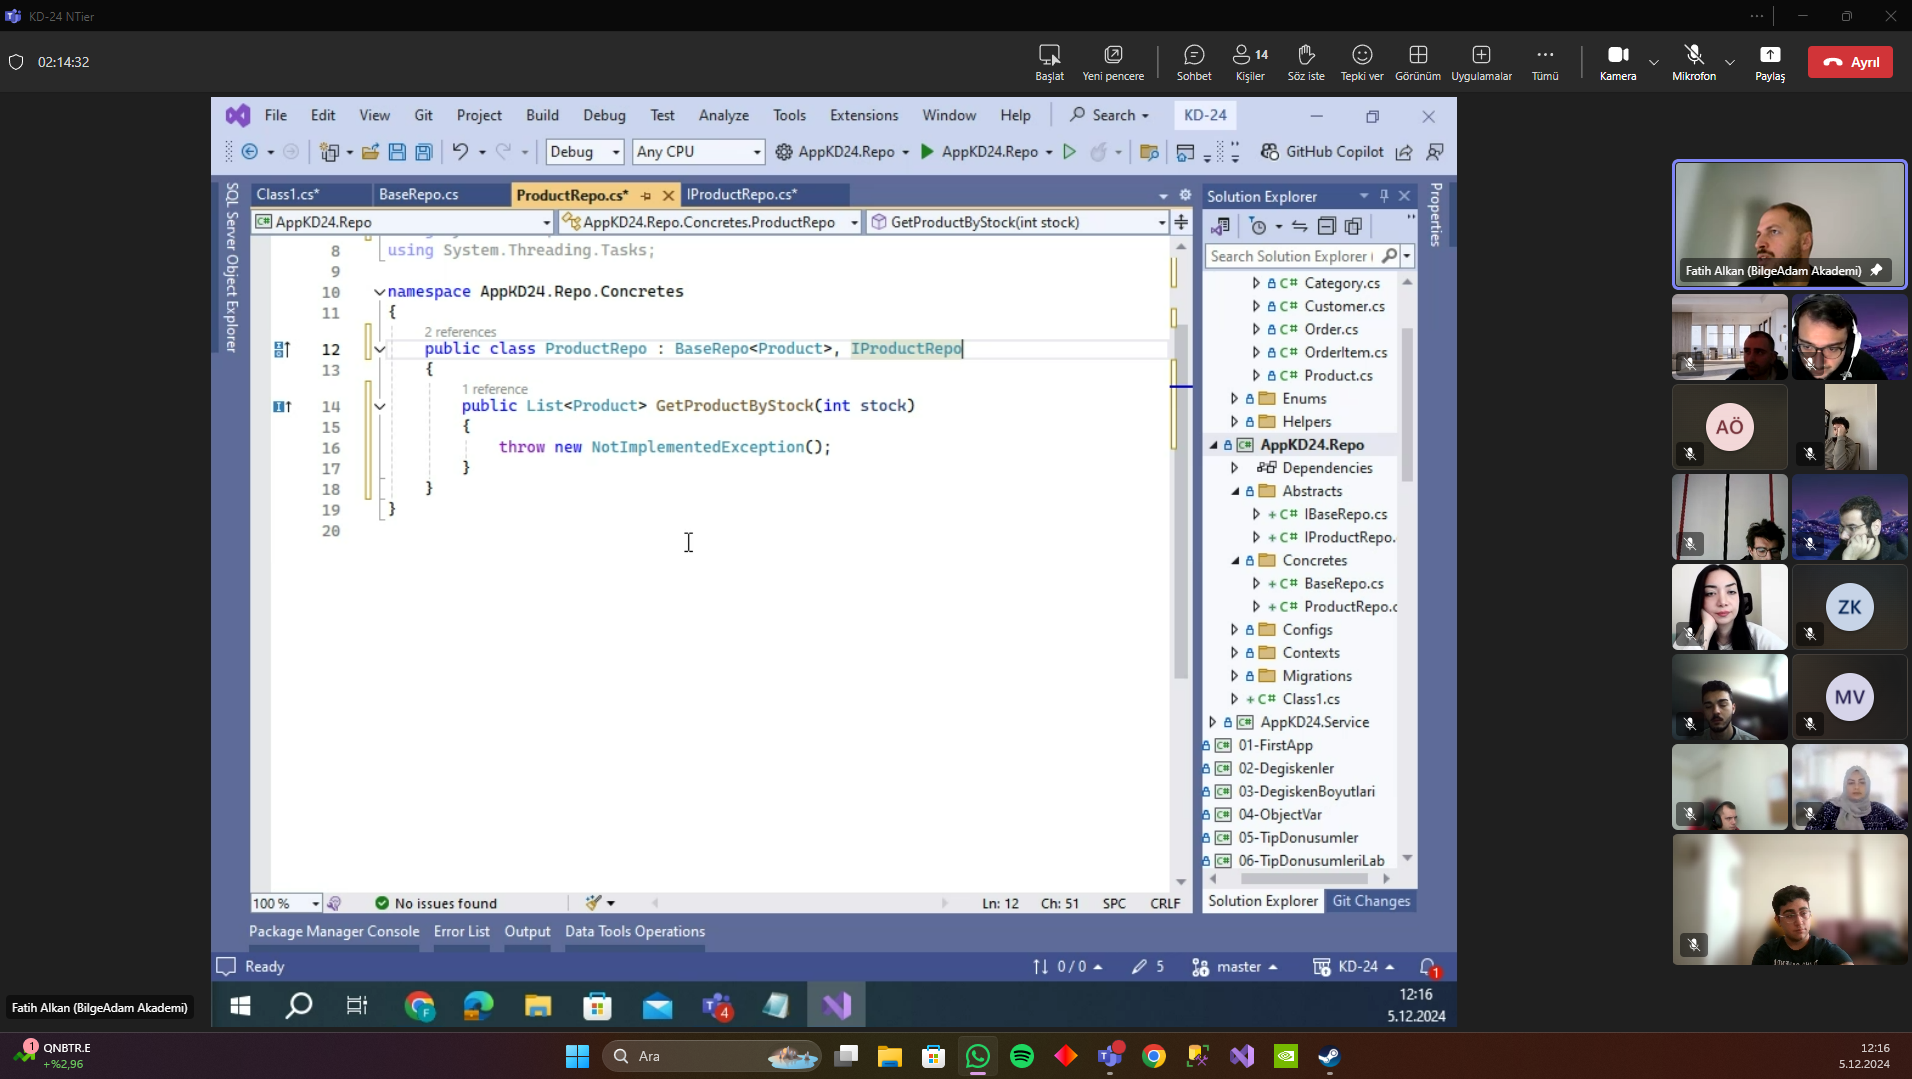 KD-24 NTier
02:14:32
Başlat
Yeni pencere
Sohbet
14
Kişiler
Söz iste
Tepki ver
Görünüm
Uygulamalar
Tümü
Kamera
Mikrofon
Paylaş
Ayrıl
File Edit View Git Project Build Debug Test Analyze Tools Extensions Window Help Search KD-24
Debug Any CPU AppKD24.Repo AppKD24.Repo GitHub Copilot
SQL Server Object Explorer
Class1.cs* BaseRepo.cs ProductRepo.cs* IProductRepo.cs*
AppKD24.Repo AppKD24.Repo.Concretes.ProductRepo GetProductByStock(int stock)
8 using System.Threading.Tasks;
9
10 namespace AppKD24.Repo.Concretes
11 {
2 references
12 public class ProductRepo : BaseRepo<Product>, IProductRepo
13 {
1 reference
14 public List<Product> GetProductByStock(int stock)
15 {
16 throw new NotImplementedException();
17 }
18 }
19 }
20
100 % No issues found Ln: 12 Ch: 51 SPC CRLF
Package Manager Console Error List Output Data Tools Operations
Ready 0 / 0 5 master KD-24 1
Solution Explorer
Search Solution Explorer (
C# Category.cs
C# Customer.cs
C# Order.cs
C# OrderItem.cs
C# Product.cs
Enums
Helpers
C# AppKD24.Repo
Dependencies
Abstracts
+ C# IBaseRepo.cs
+ C# IProductRepo.
Concretes
+ C# BaseRepo.cs
+ C# ProductRepo.c
Configs
Contexts
Migrations
+ C# Class1.cs
C# AppKD24.Service
C# 01-FirstApp
C# 02-Degiskenler
C# 03-DegiskenBoyutlari
C# 04-ObjectVar
C# 05-TipDonusumler
C# 06-TipDonusumleriLab
Solution Explorer Git Changes
Properties
F
4
12:16
5.12.2024
Fatih Alkan (BilgeAdam Akademi)
AÖ
ZK
MV
Fatih Alkan (BilgeAdam Akademi)
1
QNBTR.E
+%2,96
Ara
12:16
5.12.2024